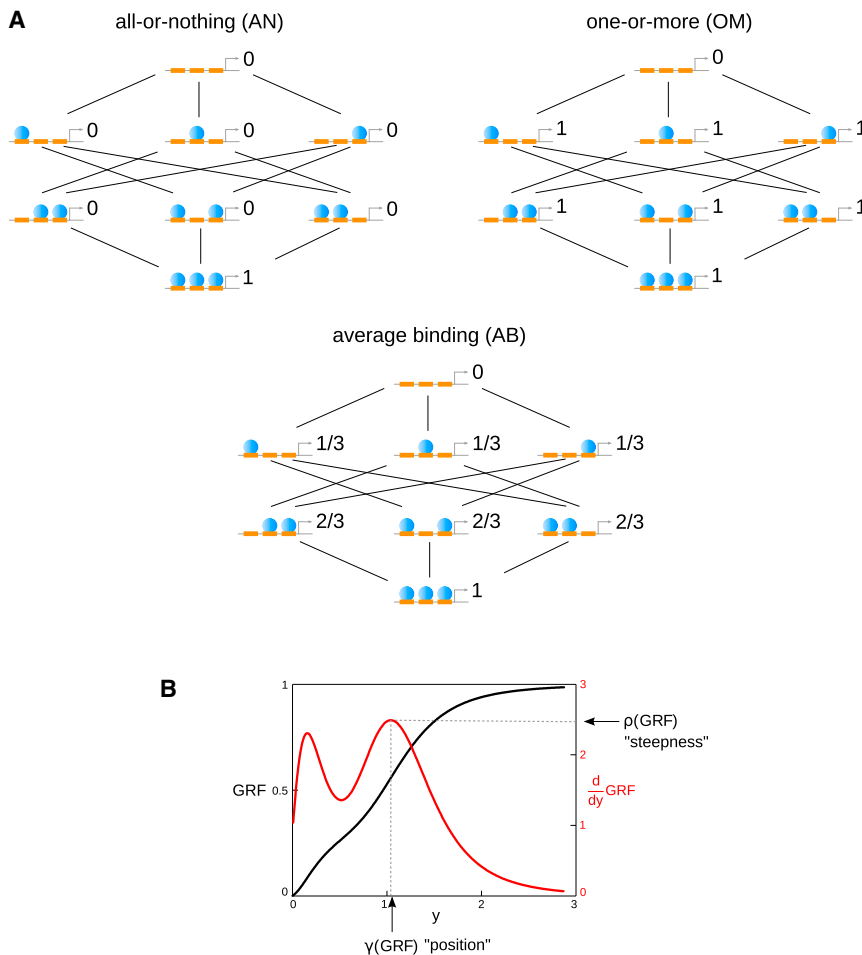 A
all-or-nothing (AN)
one-or-more (OM)
0
0
0
0
0
0
0
0
1
1
1
1
1
1
1
1
average binding (AB)
0
1/3
1/3
1/3
2/3
2/3
2/3
1
B
1
0.5
0
GRF
0
1
2
3
y
3
2
1
0
d
dy
GRF
ρ(GRF)
"steepness"
γ(GRF) "position"